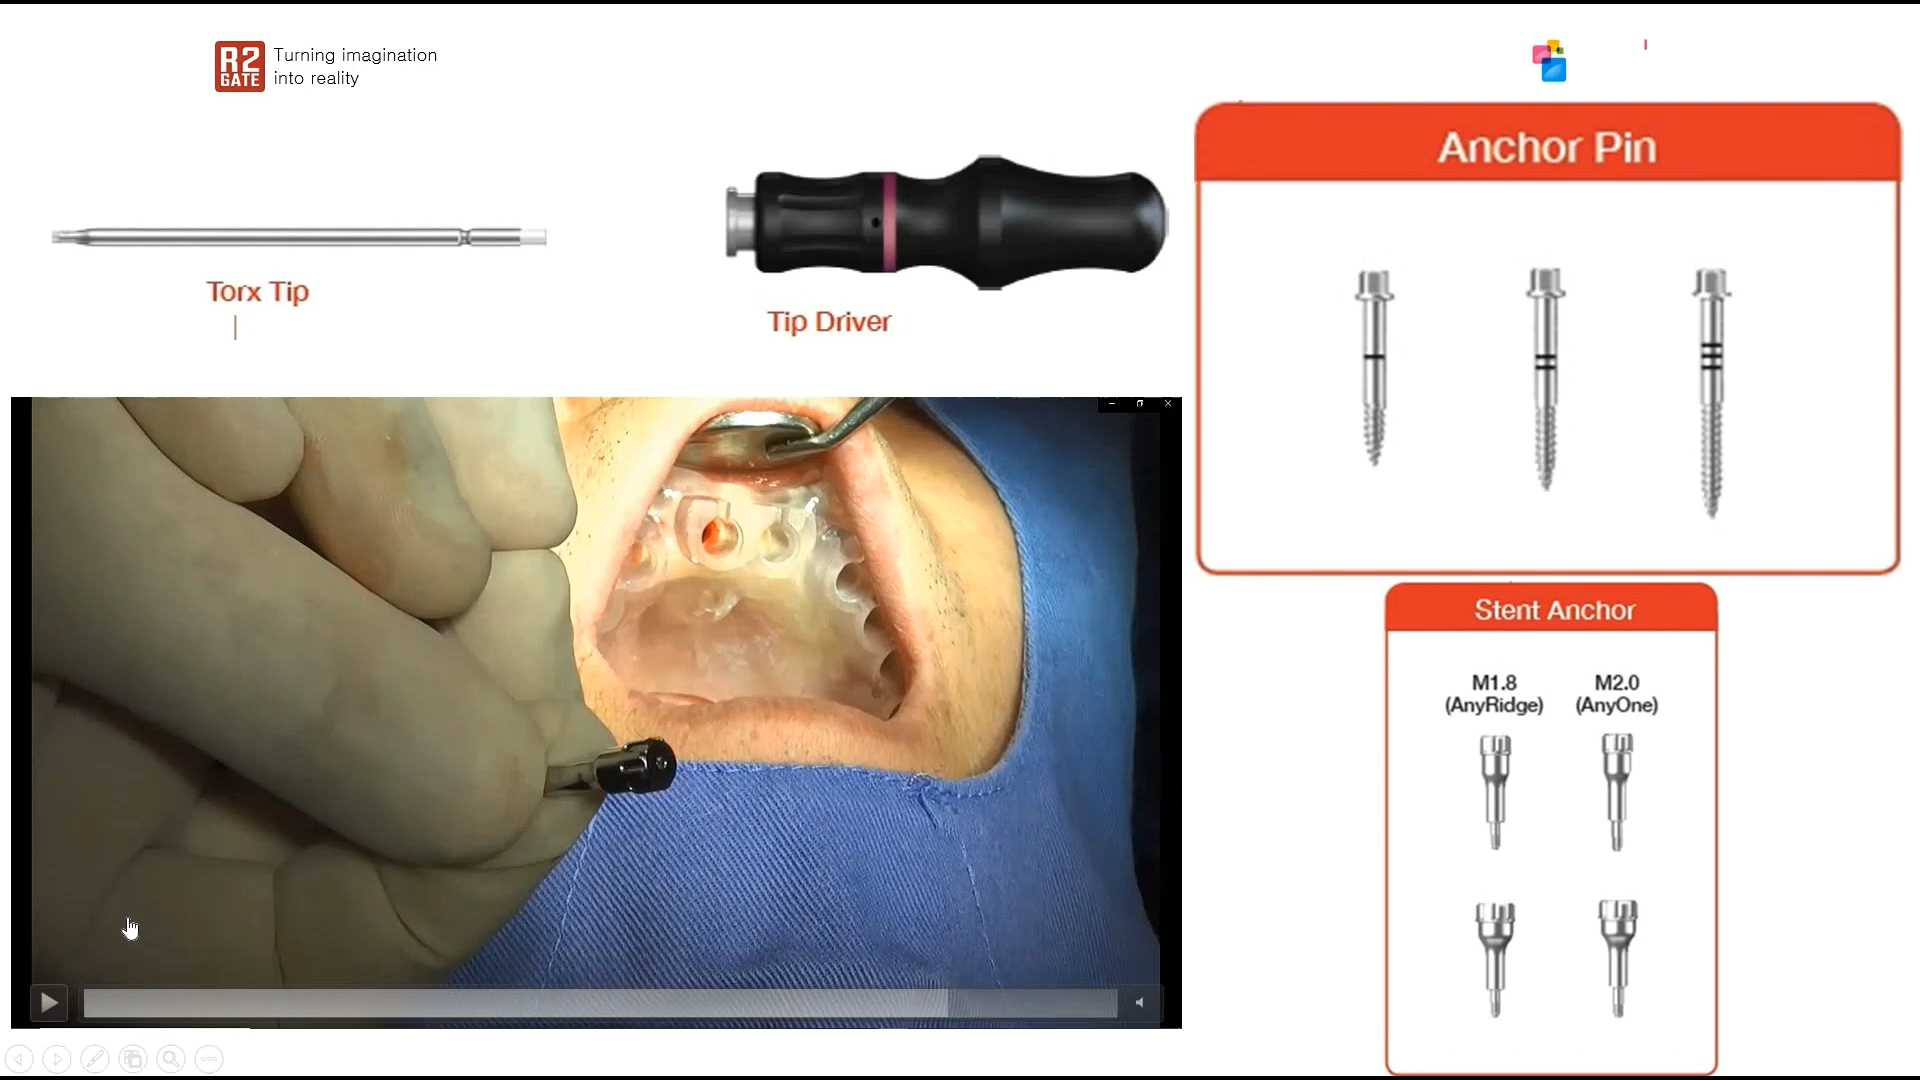 R2
GATE
Turning imagination
into reality
Torx Tip
Tip Driver
Anchor Pin
Stent Anchor
M1.8
(AnyRidge)
M2.0
(AnyOne)